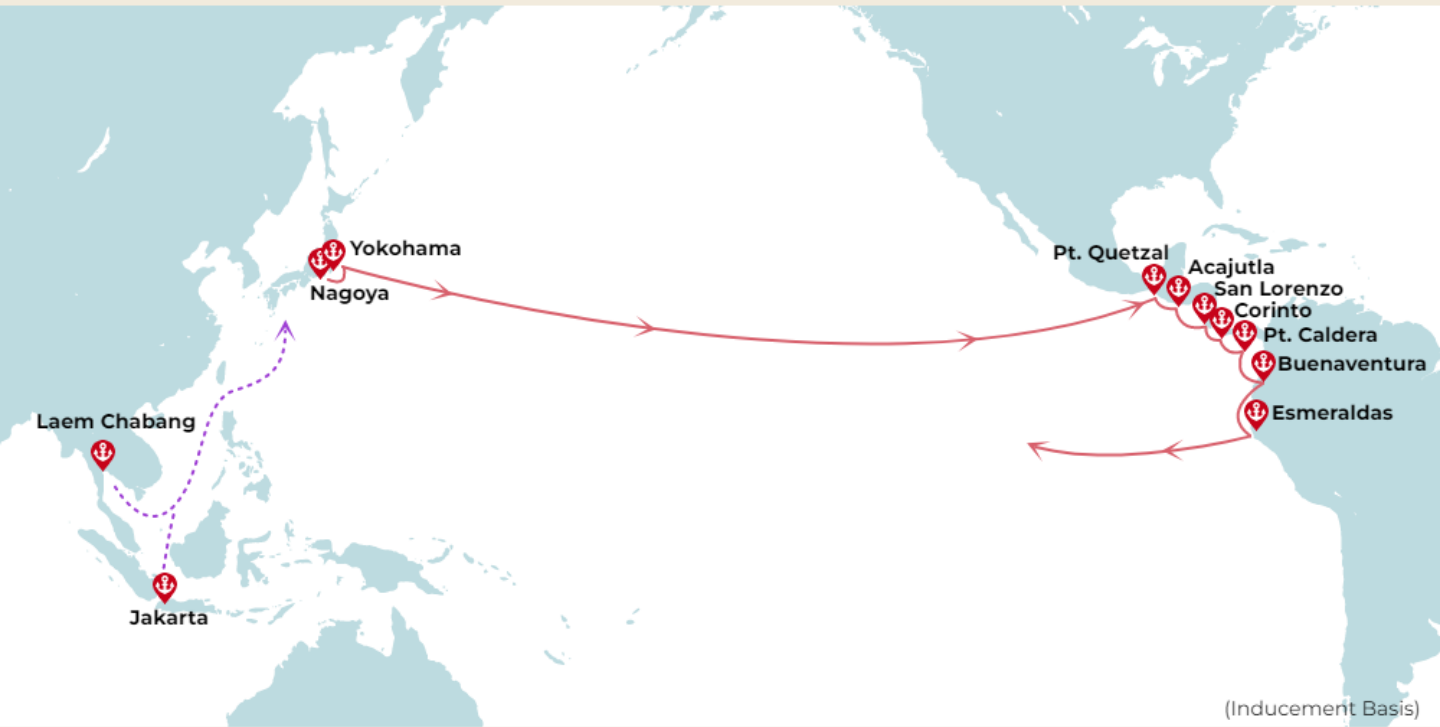 Yokohama
Nagoya
Laem Chabang
Jakarta
Pt. Quetzal
Acajutla
San Lorenzo
Corinto
Pt. Caldera
Buenaventura
Esmeraldas
(Inducement Basis)